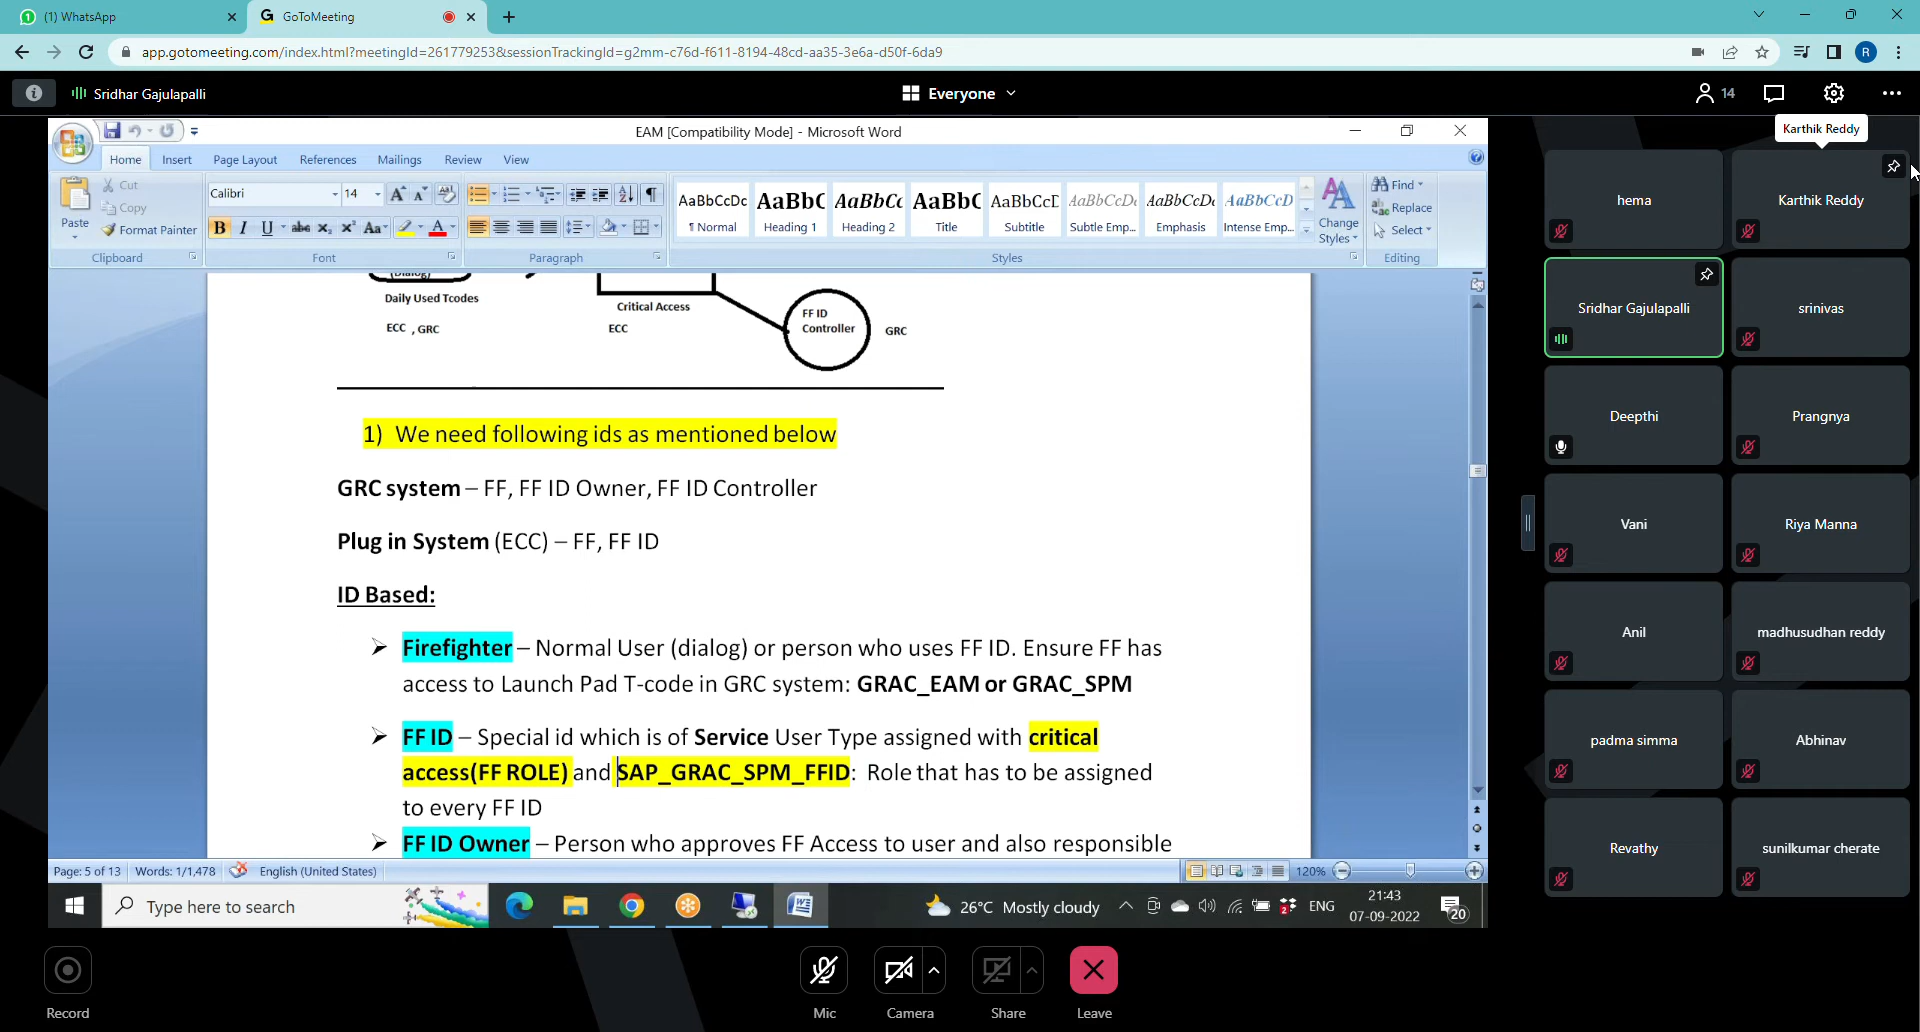 (1) WhatsApp
GoToMeeting
app.gotomeeting.com/index.html?meetingId=261779253&sessionTrackingId=g2mm-c76d-f611-8194-48cd-aa35-3e6a-d50f-6da9
R
Sridhar Gajulapalli
Everyone
14
Karthik Reddy
EAM [Compatibility Mode] - Microsoft Word
Home Insert Page Layout References Mailings Review View
Paste
Cut
Copy
Format Painter
Clipboard
Calibri 14
Font
Paragraph
AaBbCcDc AaBbC AaBbCc AaBbC AaBbCcD AaBbCcDc AaBbCcDc AaBbCcD
¶ Normal Heading 1 Heading 2 Title Subtitle Subtle Emp... Emphasis Intense Emp...
Styles
Change
Styles
Find
Replace
Select
Editing
(Dialog)
Daily Used Tcodes
ECC , GRC
Critical Access
ECC
FF ID
Controller
GRC
1) We need following ids as mentioned below
GRC system – FF, FF ID Owner, FF ID Controller
Plug in System (ECC) – FF, FF ID
ID Based:
Firefighter – Normal User (dialog) or person who uses FF ID. Ensure FF has
access to Launch Pad T-code in GRC system: GRAC_EAM or GRAC_SPM
FF ID – Special id which is of Service User Type assigned with critical
access(FF ROLE) and SAP_GRAC_SPM_FFID: Role that has to be assigned
to every FF ID
FF ID Owner – Person who approves FF Access to user and also responsible
Page: 5 of 13 Words: 1/1,478 English (United States)
120%
Type here to search
26°C Mostly cloudy
ENG
21:43
07-09-2022
20
hema
Karthik Reddy
Sridhar Gajulapalli
srinivas
Deepthi
Prangnya
Vani
Riya Manna
Anil
madhusudhan reddy
padma simma
Abhinav
Revathy
sunilkumar cherate
Record
Mic
Camera
Share
Leave